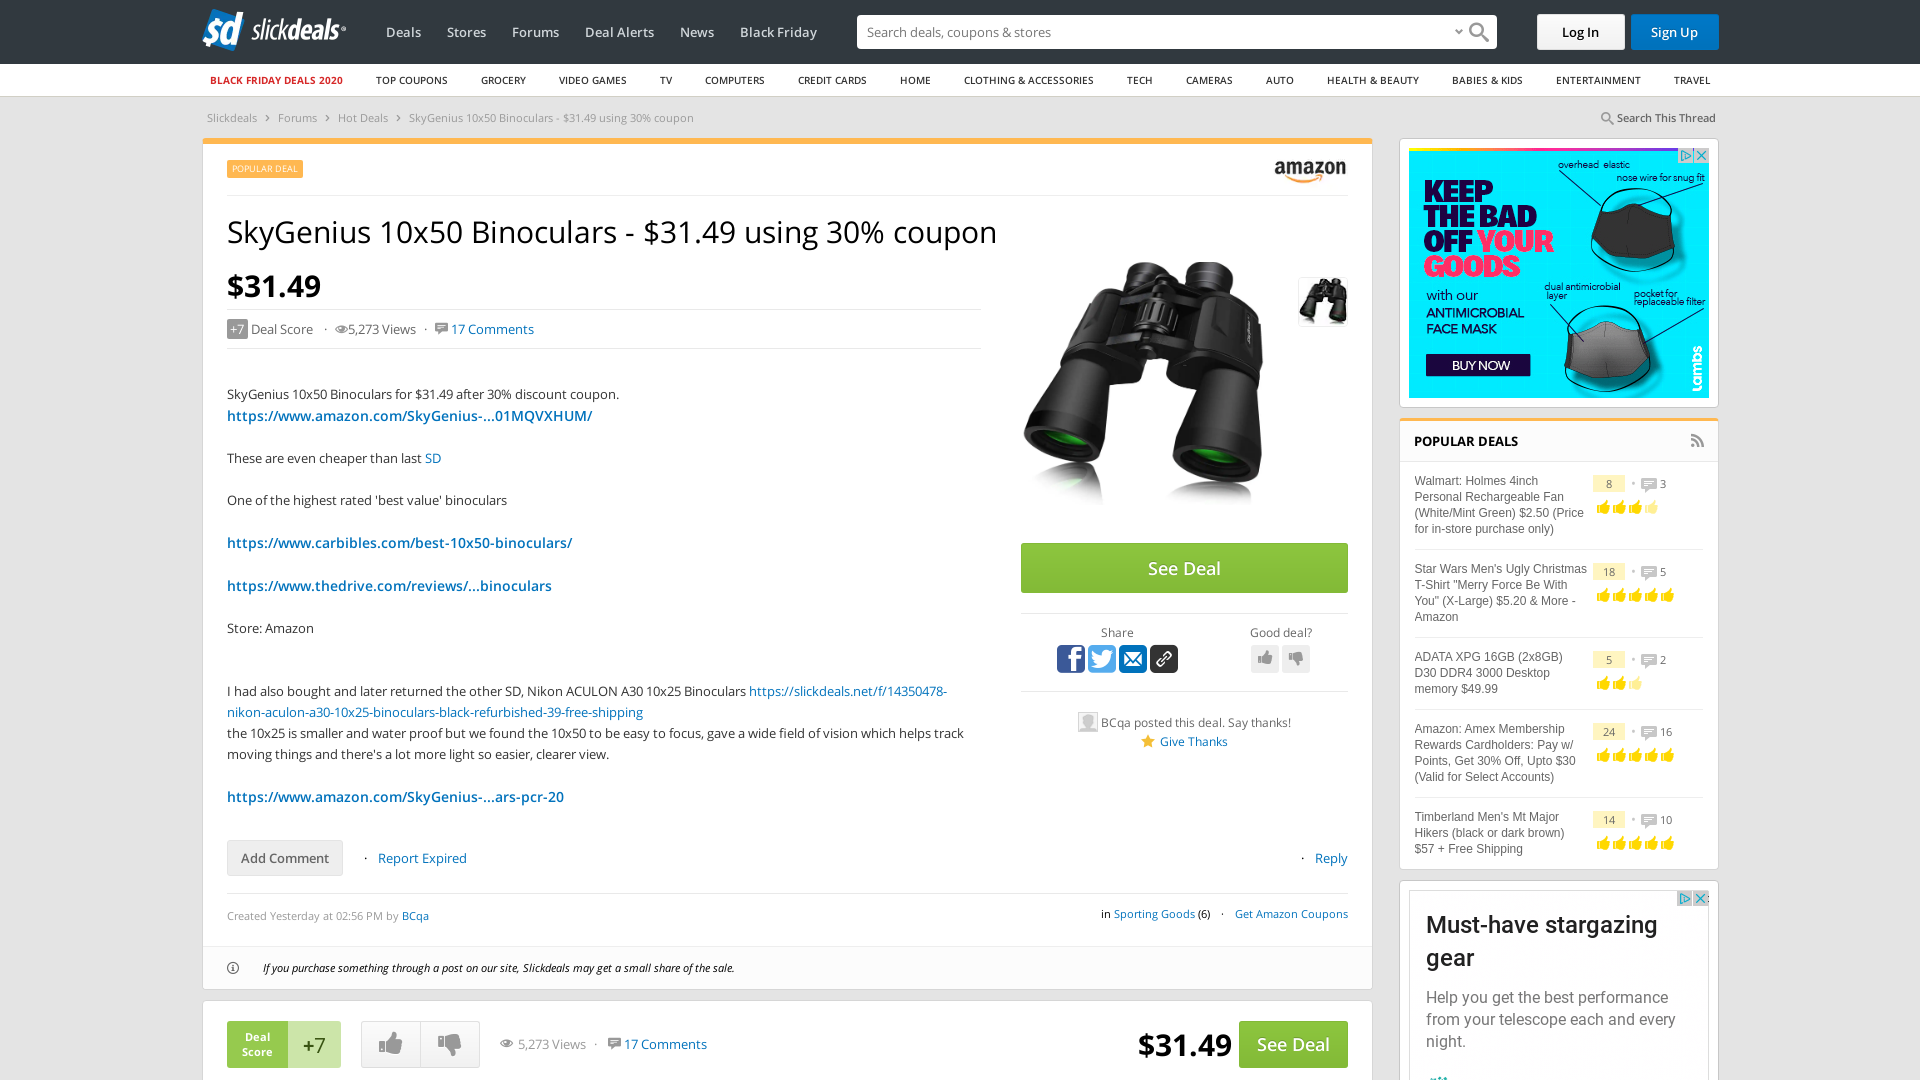 slickdeals
Deals
Stores
Forums
Deal Alerts
News
Black Friday
Search deals, coupons & shops
Log In
Sign Up
BLACK FRIDAY DEALS 2020
TOP COUPONS
GROCERY
VIDEO GAMES
TV
COMPUTERS
CREDIT CARDS
HOME
CLOTHING & ACCESSORIES
TECH
CAMERAS
AUTO
HEALTH & BEAUTY
BABIES & KIDS
ENTERTAINMENT
TRAVEL
Slickdeals › Forums › Hot Deals › SkyGenius 10x50 Binoculars - $31.49 using 30% coupon
Search This Thread
POPULAR DEAL
amazon
SkyGenius 10x50 Binoculars - $31.49 using 30% coupon
$31.49
+7 Deal Score · 5,273 Views · 17 Comments
SkyGenius 10x50 Binoculars for $31.49 after 30% discount coupon.
https://www.amazon.com/SkyGenius-...01MQVXHUM/
These are even cheaper than last SD
One of the highest rated 'best value' binoculars
https://www.carbibles.com/best-10x50-binoculars/
https://www.thedrive.com/reviews/...binoculars
Store: Amazon
I had also bought and later returned the other SD, Nikon ACULON A30 10x25 Binoculars https://slickdeals.net/f/14350478-
nikon-aculon-a30-10x25-binoculars-black-refurbished-39-free-shipping
the 10x25 is smaller and water proof but we found the 10x50 to be easy to focus, gave a wide field of vision which helps track
moving things and there's a lot more light so easier, clearer view.
https://www.amazon.com/SkyGenius-...ars-pcr-20
See Deal
Share
Good deal?
BCqa posted this deal. Say thanks!
Give Thanks
Add Comment · Report Expired
· Reply
Created Yesterday at 02:56 PM by BCqa
in Sporting Goods (6) · Get Amazon Coupons
If you purchase something through a post on our site, Slickdeals may get a small share of the sale.
Deal
Score
+7
5,273 Views · 17 Comments
$31.49
See Deal
overhead elastic
nose wire for snug fit
KEEP
THE BAD
OFF YOUR
GOODS
with our
ANTIMICROBIAL
FACE MASK
BUY NOW
dual antimicrobial
layer
pocket for
replaceable filter
Lambs
POPULAR DEALS
Walmart: Holmes 4inch
Personal Rechargeable Fan
(White/Mint Green) $2.50 (Price
for in-store purchase only)
8 • 3
Star Wars Men's Ugly Christmas
T-Shirt "Merry Force Be With
You" (X-Large) $5.20 & More -
Amazon
18 • 5
ADATA XPG 16GB (2x8GB)
D30 DDR4 3000 Desktop
memory $49.99
5 • 2
Amazon: Amex Membership
Rewards Cardholders: Pay w/
Points, Get 30% Off, Upto $30
(Valid for Select Accounts)
24 • 16
Timberland Men's Mt Major
Hikers (black or dark brown)
$57 + Free Shipping
14 • 10
Must-have stargazing
gear
Help you get the best performance
from your telescope each and every
night.